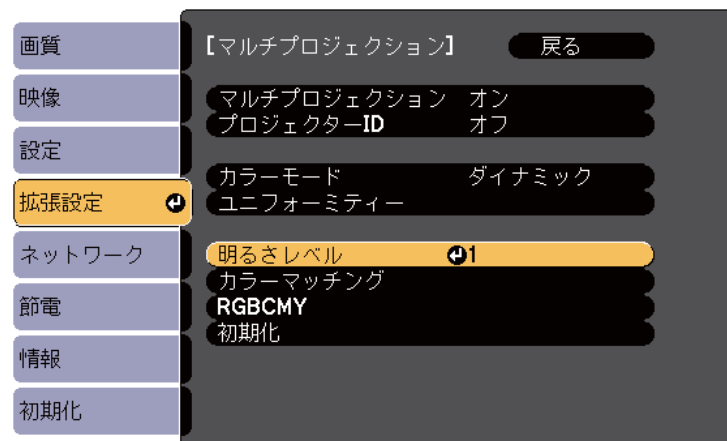 画質
映像
設定
拡張設定
ネットワーク
節電
情報
初期化
【マルチプロジェクション】 戻る
マルチプロジェクション オン
プロジェクターID オフ
カラーモード ダイナミック
ユニフォーミティー
明るさレベル 1
カラーマッチング
RGBCMY
初期化